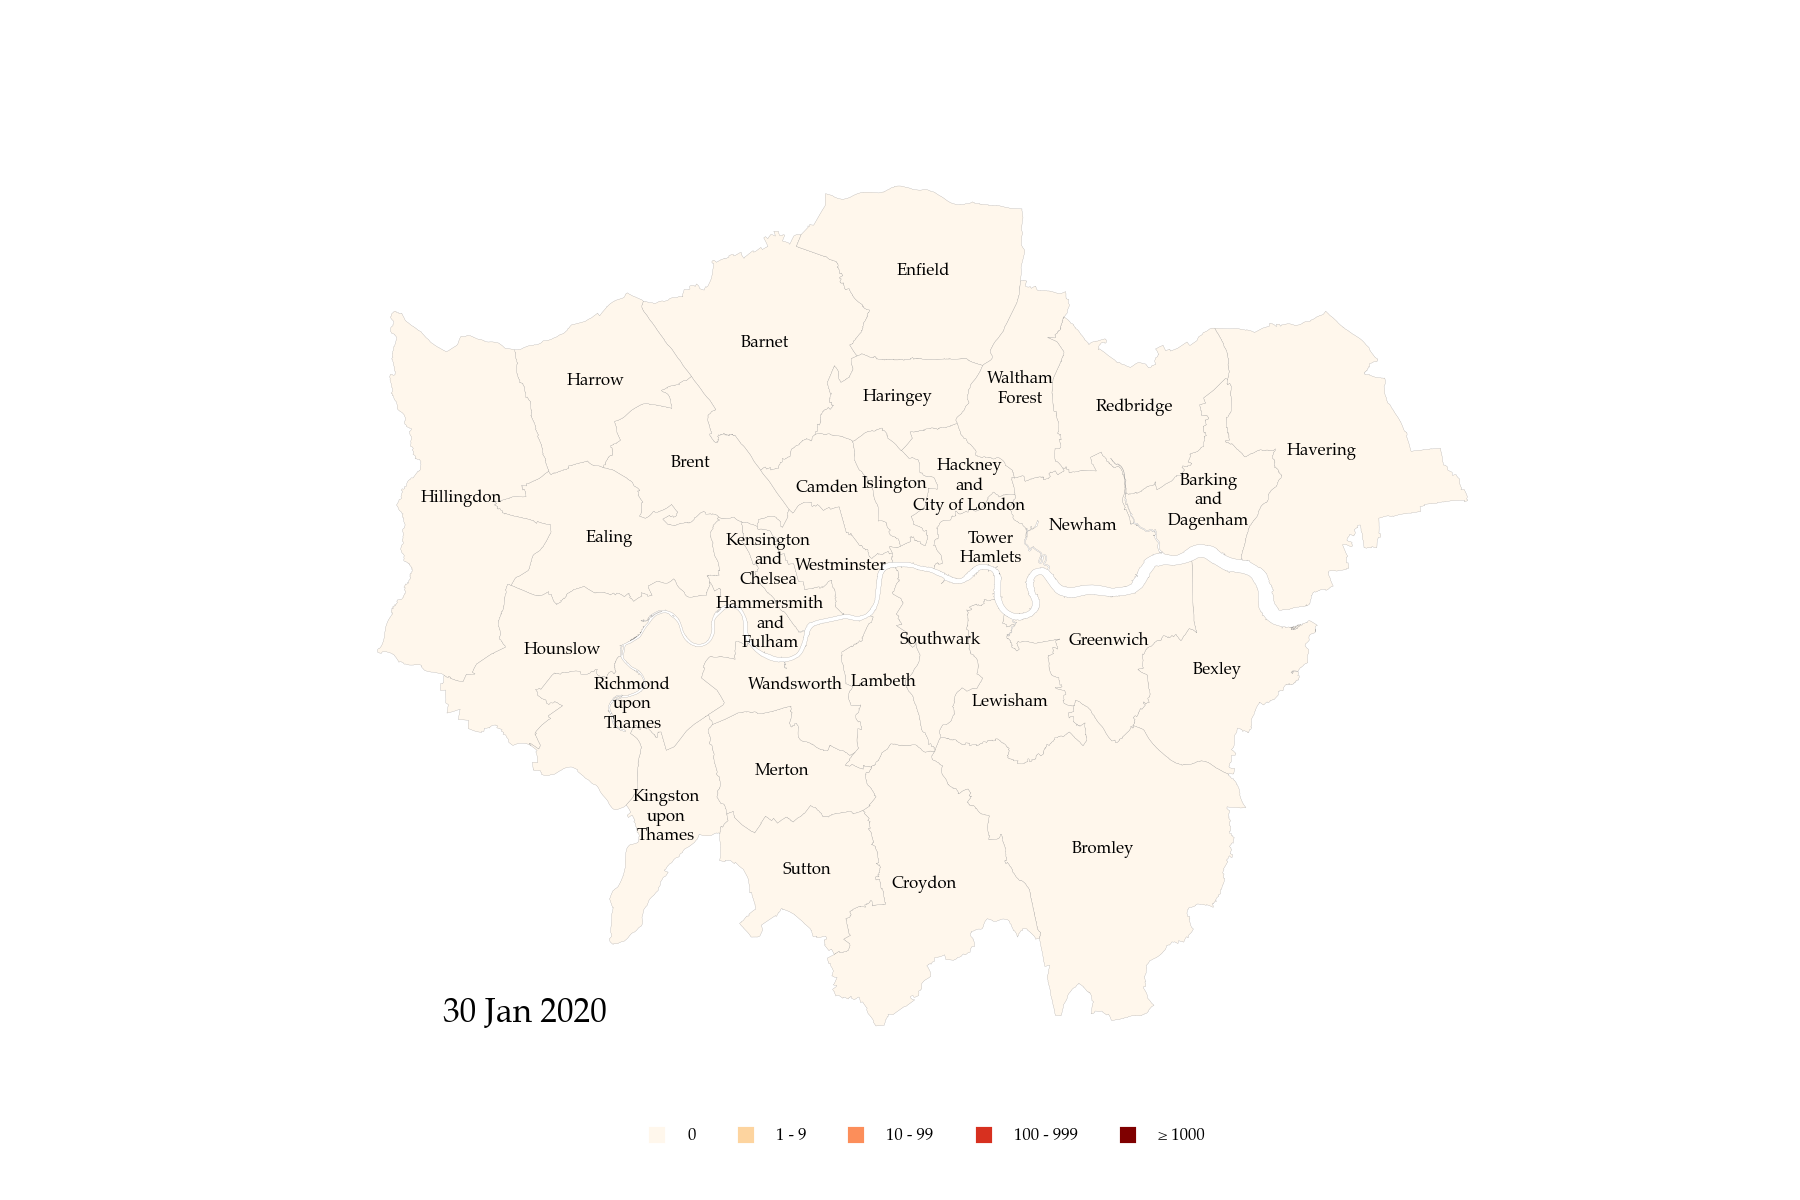 Enfield
Barnet
Harrow
Haringey
Waltham
Forest
Redbridge
Havering
Brent
Hillingdon
Camden
Islington
Hackney
and
City of London
Barking
and
Dagenham
Newham
Ealing
Kensington
and
Chelsea
Westminster
Tower
Hamlets
Hammersmith
and
Fulham
Hounslow
Southwark
Greenwich
Bexley
Richmond
upon
Thames
Wandsworth
Lambeth
Lewisham
Merton
Kingston
upon
Thames
Sutton
Croydon
Bromley
30 Jan 2020
0 1 - 9 10 - 99 100 - 999 ≥ 1000